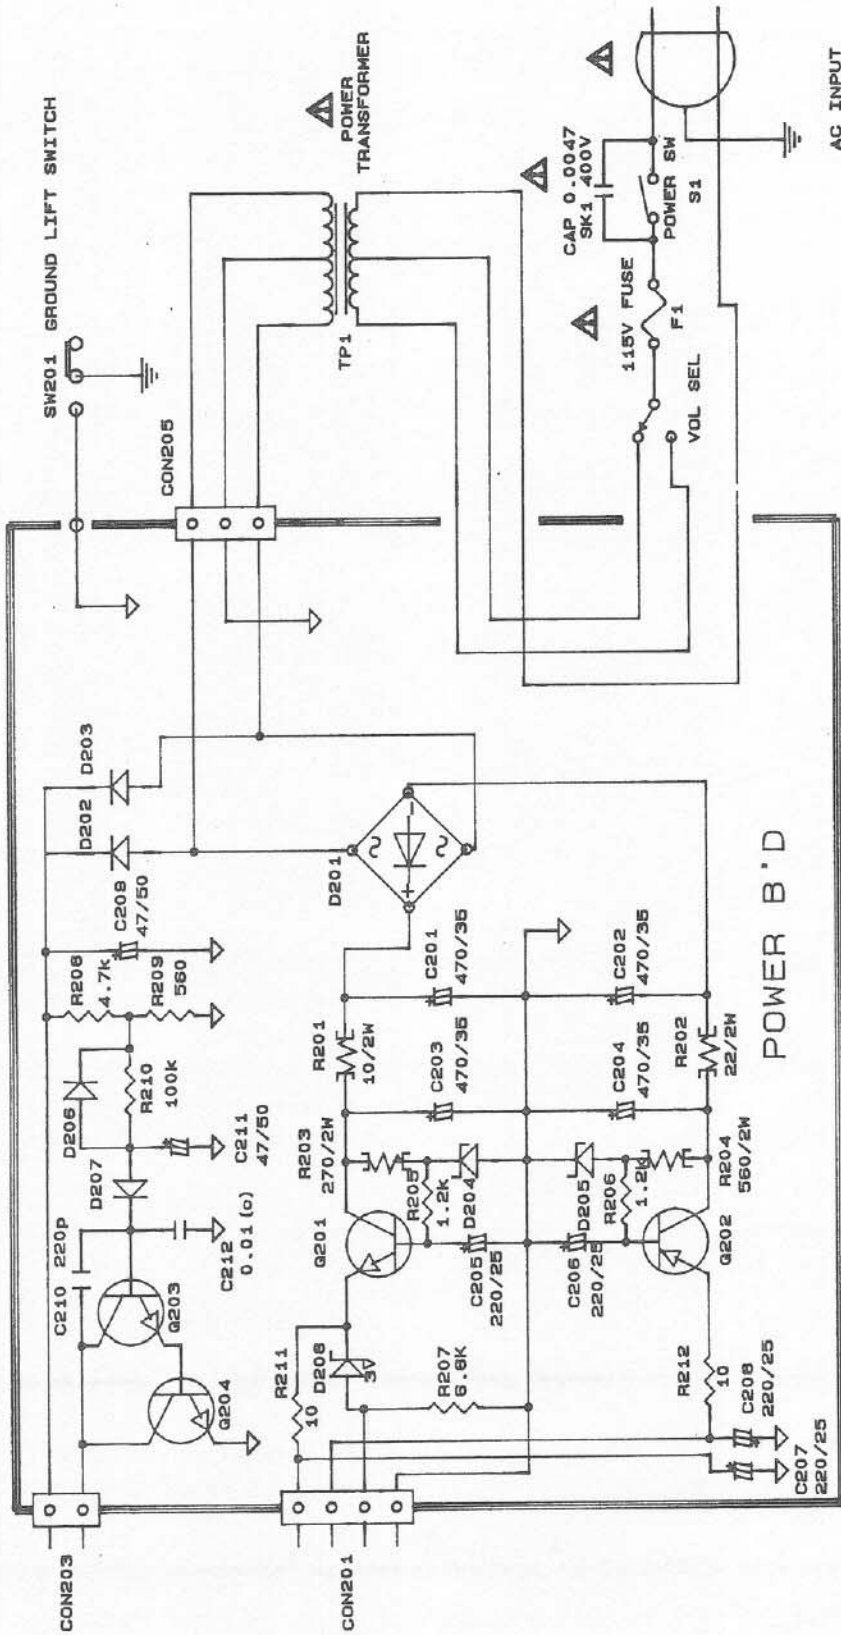 SW201 GROUND LIFT SWITCH
CON205
POWER
TRANSFORMER
TP1
CAP 0.0047
SK1 400V
POWER SW
S1
115V FUSE
F1
VOL SEL
AC INPUT
D203
D202
C209
47/50
R208
4.7k
R209
560
D206
R210
100k
C211
47/50
D207
C210 220p
C212
0.01(o)
Q203
Q204
CON203
D201
+
-
R201
10/2W
C201
470/35
C202
470/35
R202
22/2W
C203
470/35
C204
470/35
R203
270/2W
R205
1.2k
D204
D205
R206
1.2k
R204
560/2W
Q201
C205
220/25
C206
220/25
Q202
R211
10
D208
3V
R207
6.8K
R212
10
C208
220/25
C207
220/25
CON201
POWER B'D